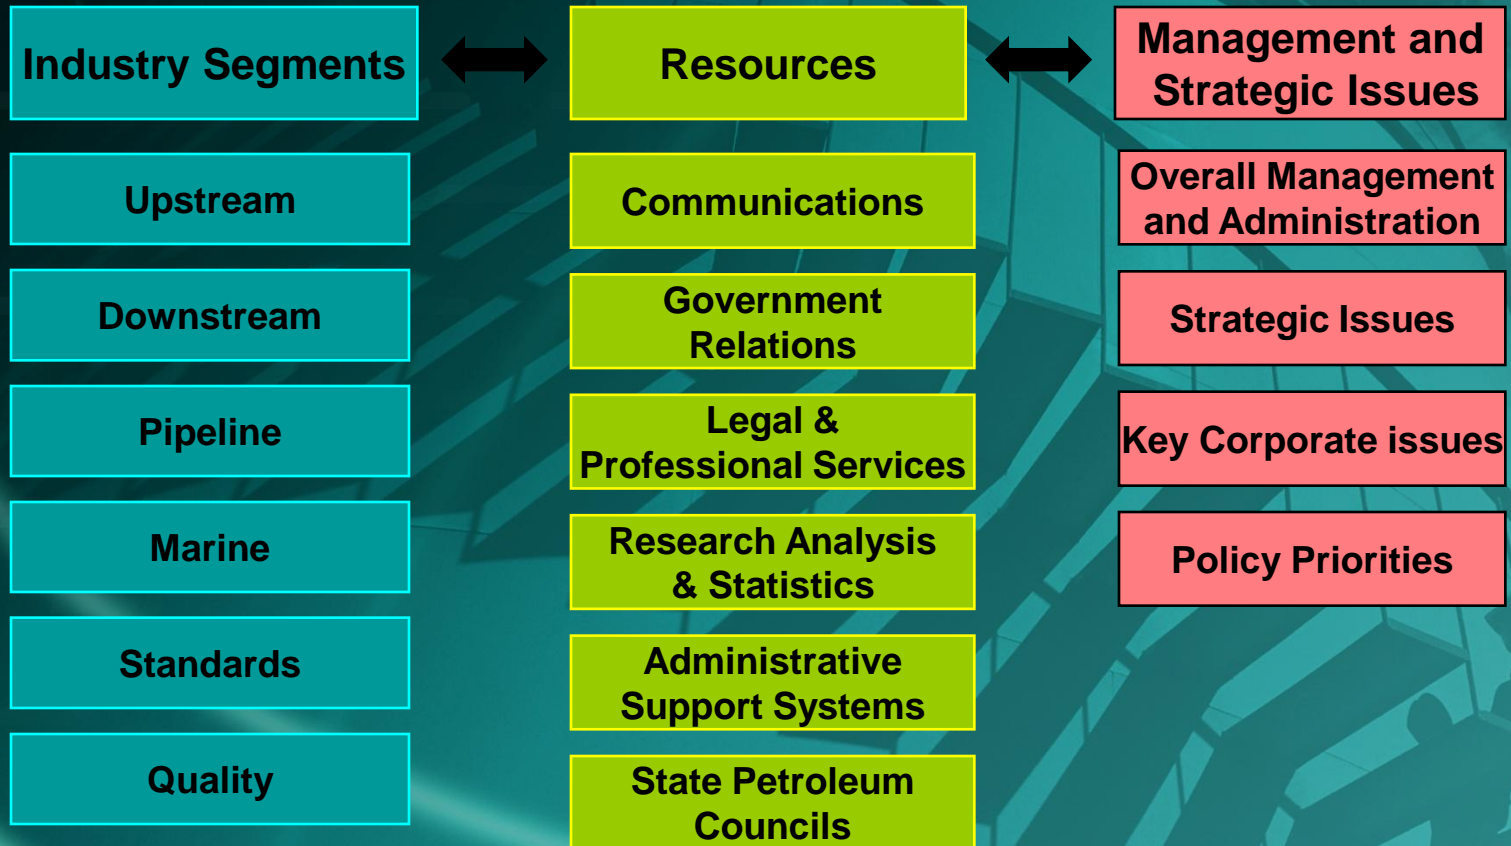 Industry Segments
Upstream
Downstream
Pipeline
Marine
Standards
Quality
Resources
Communications
Government
Relations
Legal &
Professional Services
Research Analysis
& Statistics
Administrative
Support Systems
State Petroleum
Councils
Management and
Strategic Issues
Overall Management
and Administration
Strategic Issues
Key Corporate issues
Policy Priorities